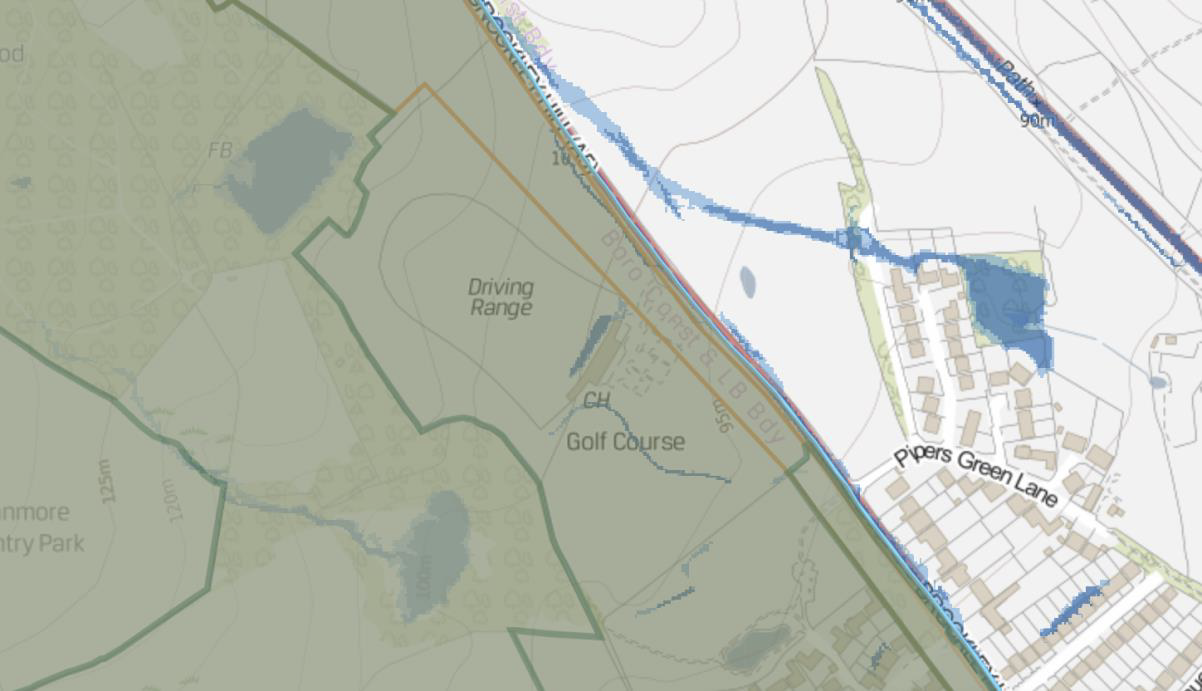 od
FB
Path
90m
Driving
Range
Boro Const & LB Bdy
CH
95m
Golf Course
Pipers Green Lane
125m
120m
anmore
ntry Park
100m